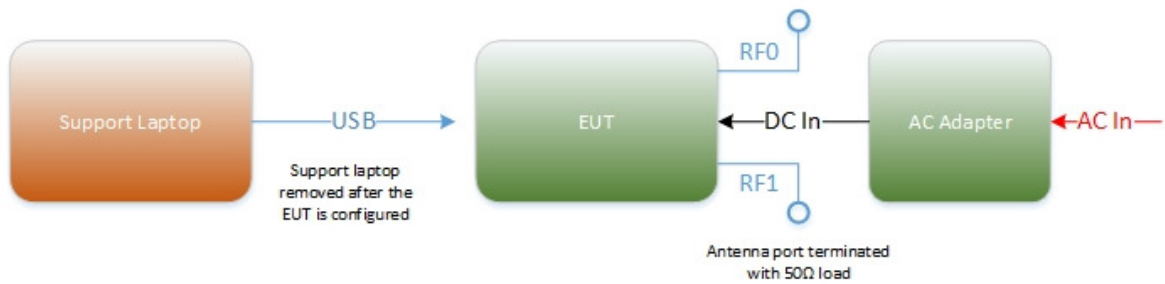 RF0
Support Laptop
USB
EUT
DC In
AC Adapter
AC In
Support laptop
removed after the
EUT is configured
RF1
Antenna port terminated
with 50Ω load